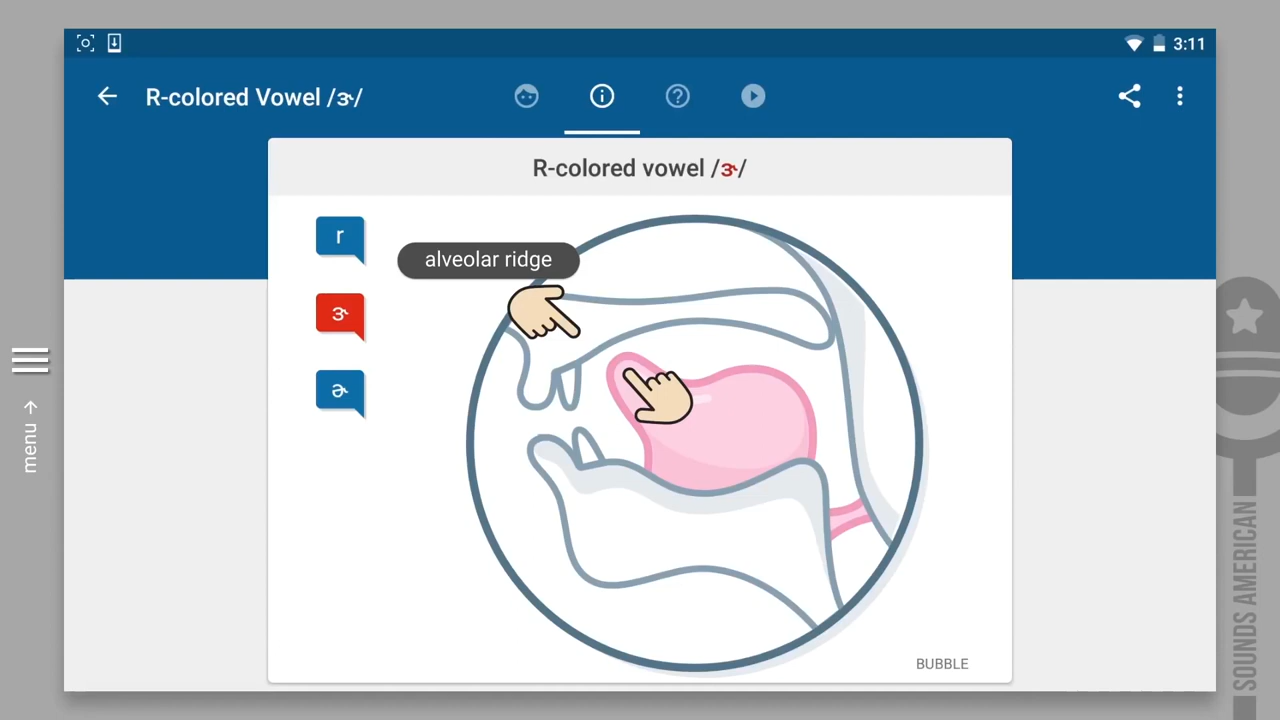 3:11
R-colored Vowel /ɝ/
R-colored vowel /ɝ/
r
alveolar ridge
ɝ
ɚ
menu →
BUBBLE
SOUNDS AMERICAN